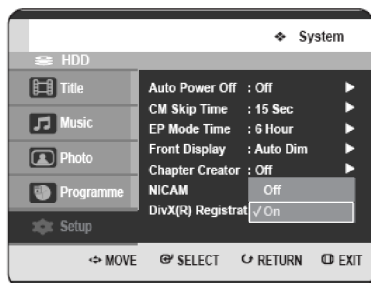 ❖ System
HDD
Title
Music
Photo
Programme
Setup
Auto Power Off : Off ►
CM Skip Time : 15 Sec ►
EP Mode Time : 6 Hour ►
Front Display : Auto Dim ►
Chapter Creator : Off ►
NICAM Off
DivX(R) Registrat ✓On
MOVE SELECT RETURN EXIT